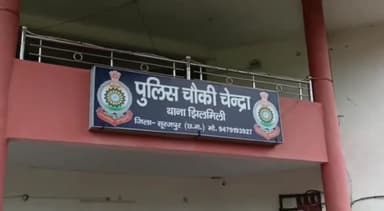 पुलिस चौकी चेन्द्रा
थाना झिलमिली
जिला- सूरजपुर (छ.ग.) मो. 9479193927